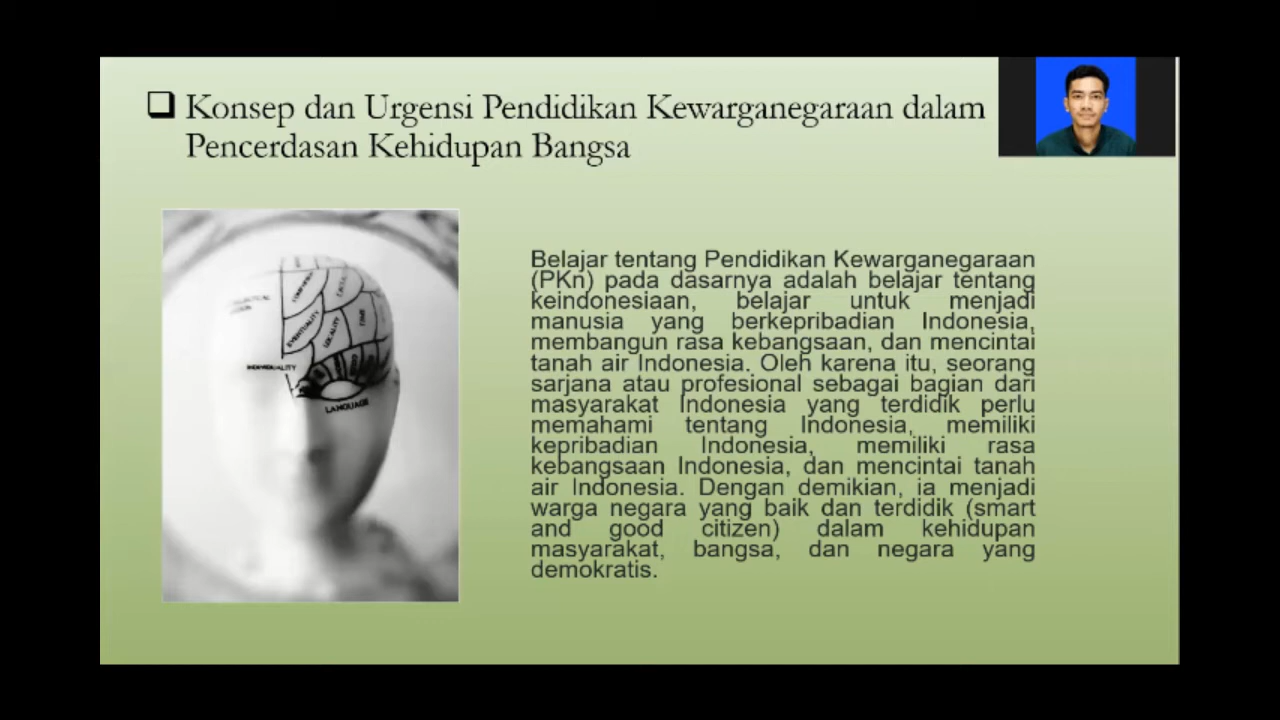 Konsep dan Urgensi Pendidikan Kewarganegaraan dalam
Pencerdasan Kehidupan Bangsa
Belajar tentang Pendidikan Kewarganegaraan
(PKn) pada dasarnya adalah belajar tentang
keindonesiaan, belajar untuk menjadi
manusia yang berkepribadian Indonesia,
membangun rasa kebangsaan, dan mencintai
tanah air Indonesia. Oleh karena itu, seorang
sarjana atau profesional sebagai bagian dari
masyarakat Indonesia yang terdidik perlu
memahami tentang Indonesia, memiliki
kepribadian Indonesia, memiliki rasa
kebangsaan Indonesia, dan mencintai tanah
air Indonesia. Dengan demikian, ia menjadi
warga negara yang baik dan terdidik (smart
and good citizen) dalam kehidupan
masyarakat, bangsa, dan negara yang
demokratis.
EVENTUALITY
LOCALITY
TIME
INDIVIDUALITY
LANGUAGE